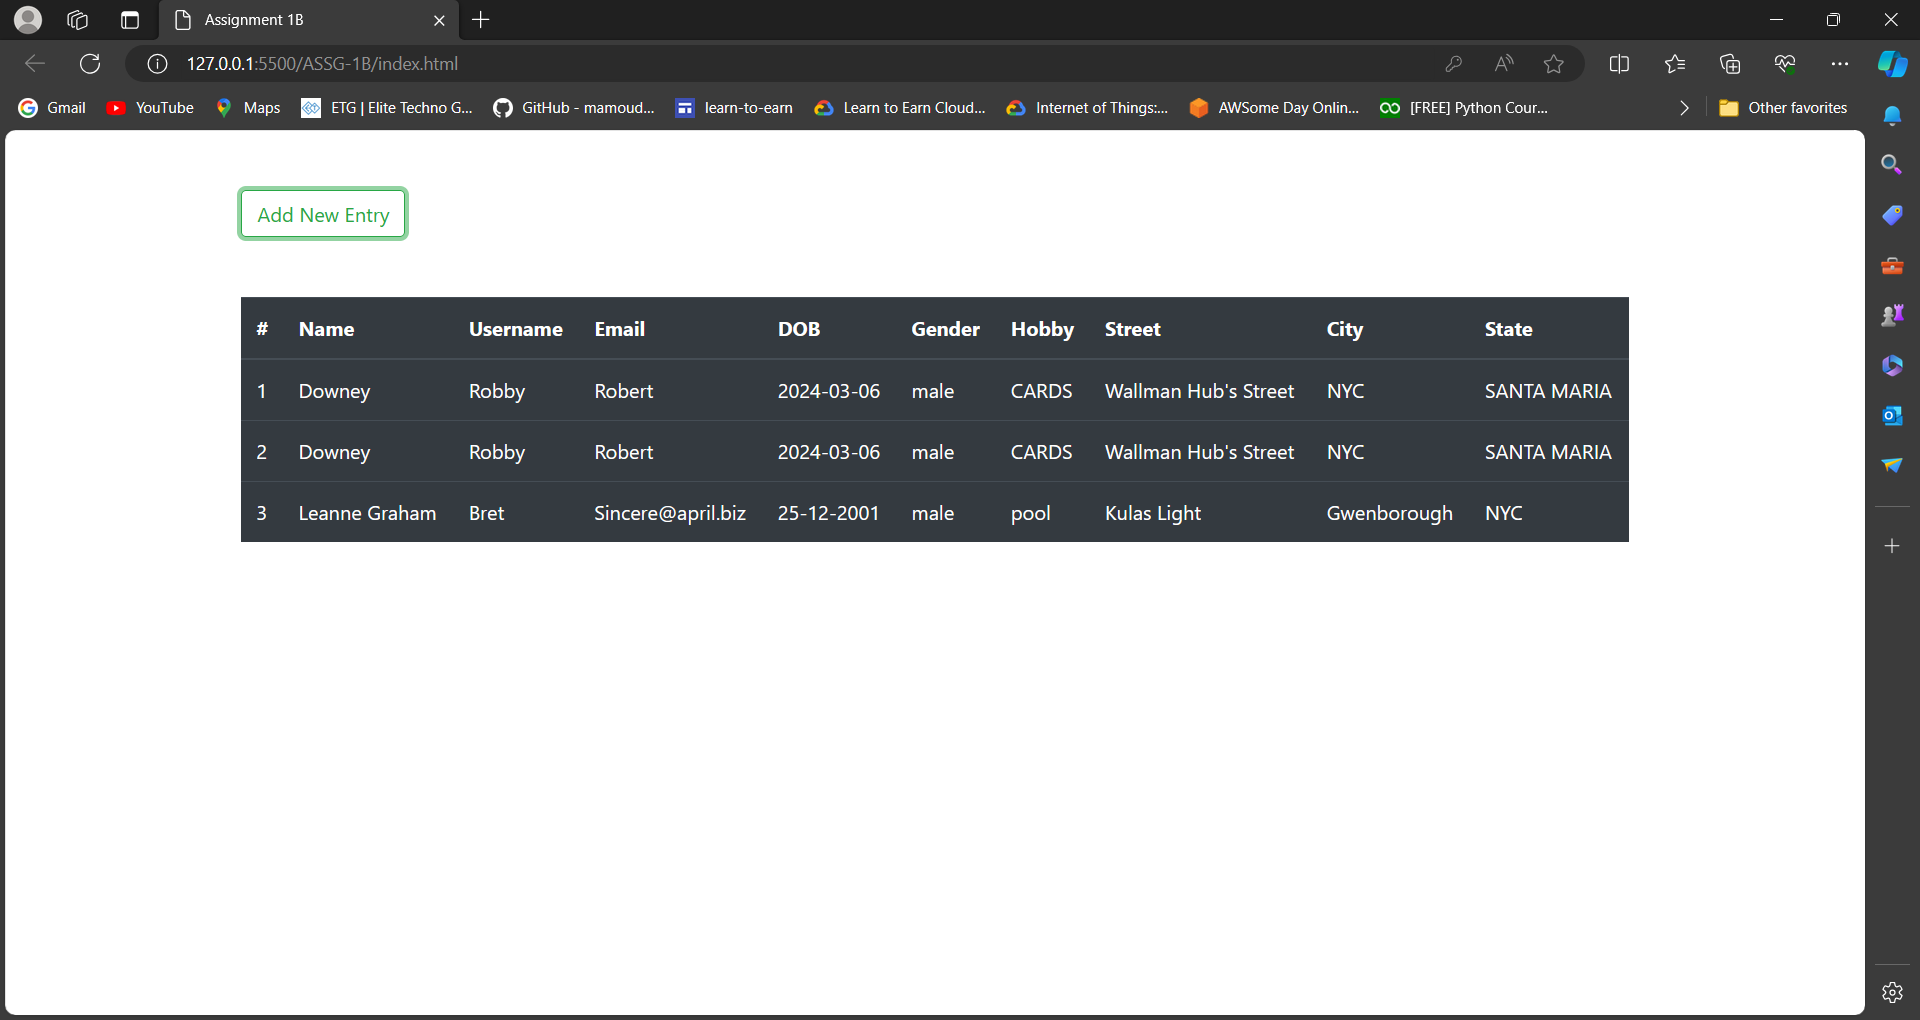 Assignment 1B
127.0.0.1:5500/ASSG-1B/index.html
Gmail YouTube Maps ETG | Elite Techno G... GitHub - mamoud... learn-to-earn Learn to Earn Cloud... Internet of Things:... AWSome Day Onlin... [FREE] Python Cour... Other favorites
Add New Entry
# Name Username Email DOB Gender Hobby Street City State
1 Downey Robby Robert 2024-03-06 male CARDS Wallman Hub's Street NYC SANTA MARIA
2 Downey Robby Robert 2024-03-06 male CARDS Wallman Hub's Street NYC SANTA MARIA
3 Leanne Graham Bret Sincere@april.biz 25-12-2001 male pool Kulas Light Gwenborough NYC